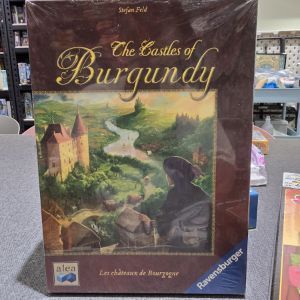 Stefan Feld
The Castles of
Burgundy
alea
Les châteaux de Bourgogne
Ravensburger